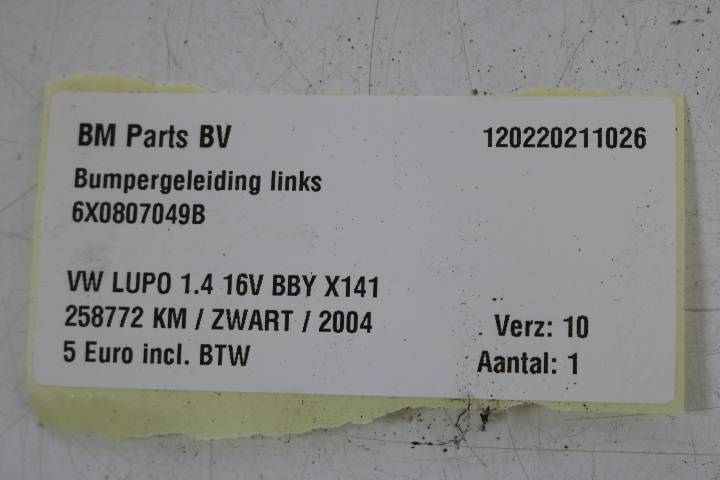 BM Parts BV 120220211026
Bumpergeleiding links
6X0807049B
VW LUPO 1.4 16V BBY X141
258772 KM / ZWART / 2004 Verz: 10
5 Euro incl. BTW Aantal: 1